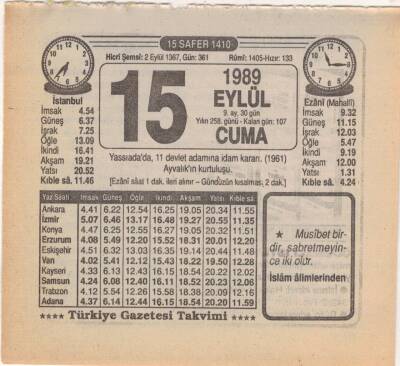 15 SAFER 1410
Hicri Şemsî: 2 Eylül 1367, Gün: 361
Rûmî: 1405-Hızır: 133
15
1989
EYLÜL
9. ay, 30 gün
Yılın 258. günü - Kalan gün: 107
CUMA
İstanbul
İmsak 4.54
Güneş 6.37
İşrak 7.25
Öğle 13.09
İkindi 16.41
Akşam 19.21
Yatsı 20.52
Kıble sâ. 11.46
Ezânî (Mahallî)
İmsak 9.32
Güneş 11.15
İşrak 12.03
Öğle 5.47
İkindi 9.19
Akşam 12.00
Yatsı 1.31
Kıble sâ. 4.24
Yassıada'da, 11 devlet adamına idam kararı. (1961)
Ayvalık'ın kurtuluşu.
[Ezânî sâat 1 dak. ileri alınır – Gündüzün kısalması, 2 dak.]
Yaz Sâati İmsak Güneş Öğle İkindi Akşam Yatsı Kıble sâ.
Ankara 4.41 6.22 12.54 16.25 19.05 20.34 11.55
İzmir 5.07 6.46 13.17 16.48 19.27 20.55 11.35
Konya 4.47 6.25 12.55 16.27 19.05 20.32 11.51
Erzurum 4.08 5.49 12.20 15.52 18.31 20.01 12.20
Eskişehir 4.51 6.32 13.03 16.35 19.14 20.44 11.48
Van 4.02 5.41 12.12 15.43 18.22 19.50 12.28
Kayseri 4.33 6.13 12.43 16.15 18.54 20.22 12.02
Samsun 4.24 6.08 12.40 16.11 18.52 20.23 12.06
Trabzon 4.12 5.54 12.26 15.58 18.38 20.09 12.16
Adana 4.37 6.14 12.44 16.15 18.54 20.20 11.59
★ Musîbet bir-
dir, sabretmeyin-
ce iki olur.
İslâm âlimlerinden
★★★★ Türkiye Gazetesi Takvimi ★★★★